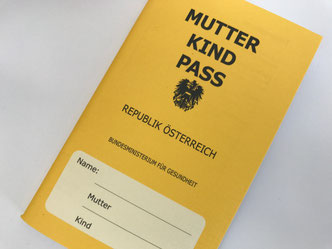 MUTTER
KIND
PASS
REPUBLIK ÖSTERREICH
BUNDESMINISTERIUM FÜR GESUNDHEIT
Name:
Mutter
Kind